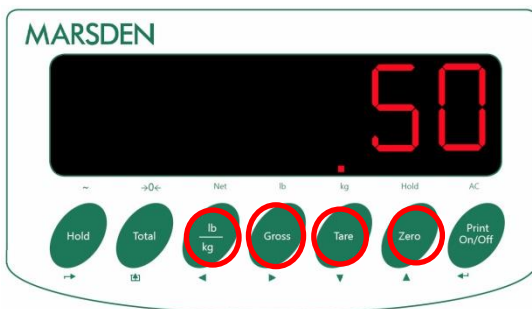 MARSDEN
50
~ →0← Net lb kg Hold AC
Hold Total lb/kg Gross Tare Zero Print On/Off